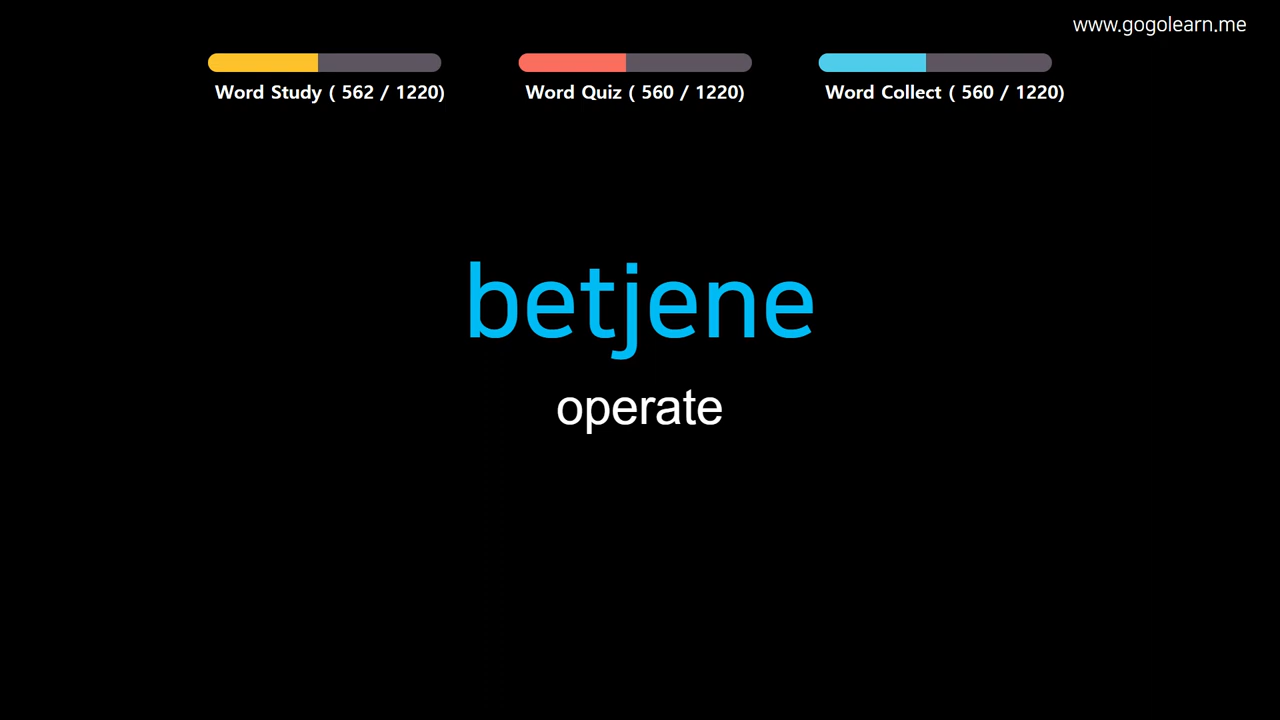 www.gogolearn.me
Word Study ( 562 / 1220)
Word Quiz ( 560 / 1220)
Word Collect ( 560 / 1220)
betjene
operate